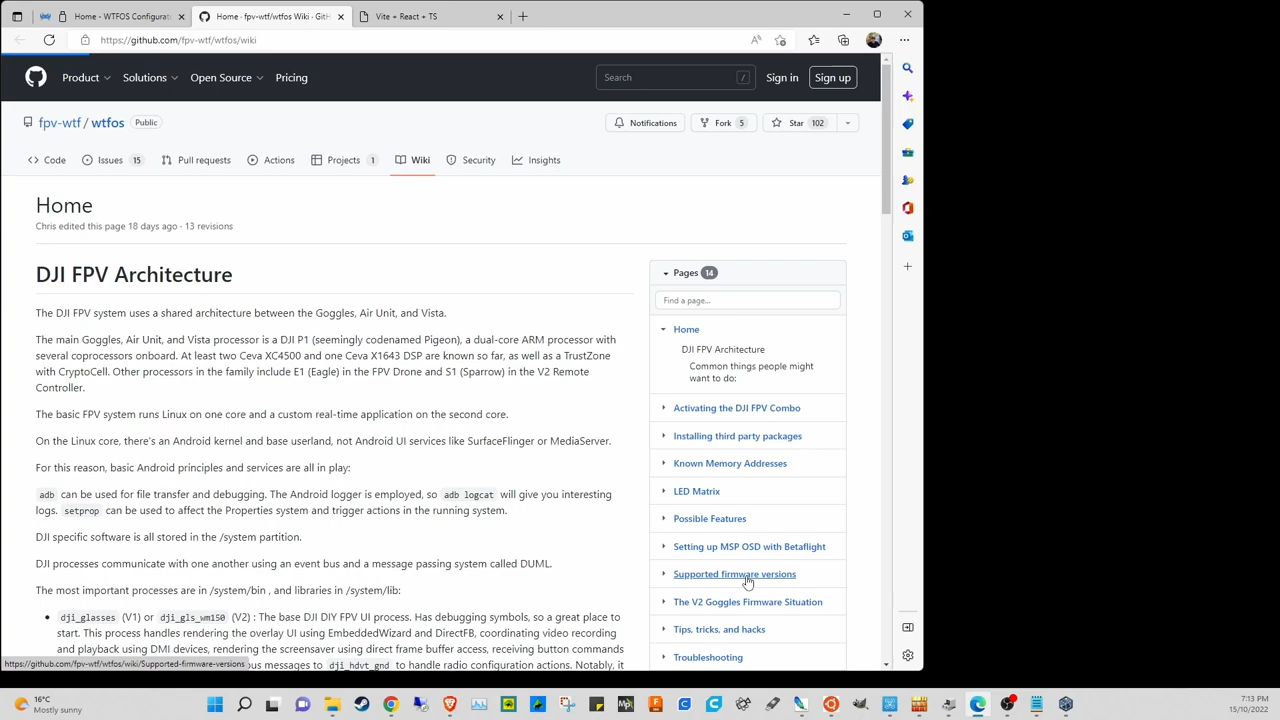 Home - WTFOS Configurat
Home · fpv-wtf/wtfos Wiki · GitH
Vite + React + TS
https://github.com/fpv-wtf/wtfos/wiki
Product
Solutions
Open Source
Pricing
Search
/
Sign in
Sign up
fpv-wtf / wtfos
Public
Notifications
Fork 5
Star 102
Code
Issues 15
Pull requests
Actions
Projects 1
Wiki
Security
Insights
Home
Chris edited this page 18 days ago · 13 revisions
DJI FPV Architecture
The DJI FPV system uses a shared architecture between the Goggles, Air Unit, and Vista.
The main Goggles, Air Unit, and Vista processor is a DJI P1 (seemingly codenamed Pigeon), a dual-core ARM processor with
several coprocessors onboard. At least two Ceva XC4500 and one Ceva X1643 DSP are known so far, as well as a TrustZone
with CryptoCell. Other processors in the family include E1 (Eagle) in the FPV Drone and S1 (Sparrow) in the V2 Remote
Controller.
The basic FPV system runs Linux on one core and a custom real-time application on the second core.
On the Linux core, there's an Android kernel and base userland, not Android UI services like SurfaceFlinger or MediaServer.
For this reason, basic Android principles and services are all in play:
adb can be used for file transfer and debugging. The Android logger is employed, so adb logcat will give you interesting
logs. setprop can be used to affect the Properties system and trigger actions in the running system.
DJI specific software is all stored in the /system partition.
DJI processes communicate with one another using an event bus and a message passing system called DUML.
The most important processes are in /system/bin , and libraries in /system/lib:
dji_glasses (V1) or dji_gls_wm150 (V2) : The base DJI DIY FPV UI process. Has debugging symbols, so a great place to
start. This process handles rendering the overlay UI using EmbeddedWizard and DirectFB, coordinating video recording
and playback using DMI devices, rendering the screensaver using direct frame buffer access, receiving button commands
ous messages to dji_hdvt_gnd to handle radio configuration actions. Notably, it
https://github.com/fpv-wtf/wtfos/wiki/Supported-firmware-versions
Pages 14
Find a page...
Home
DJI FPV Architecture
Common things people might
want to do:
Activating the DJI FPV Combo
Installing third party packages
Known Memory Addresses
LED Matrix
Possible Features
Setting up MSP OSD with Betaflight
Supported firmware versions
The V2 Goggles Firmware Situation
Tips, tricks, and hacks
Troubleshooting
16°C
Mostly sunny
7:13 PM
15/10/2022